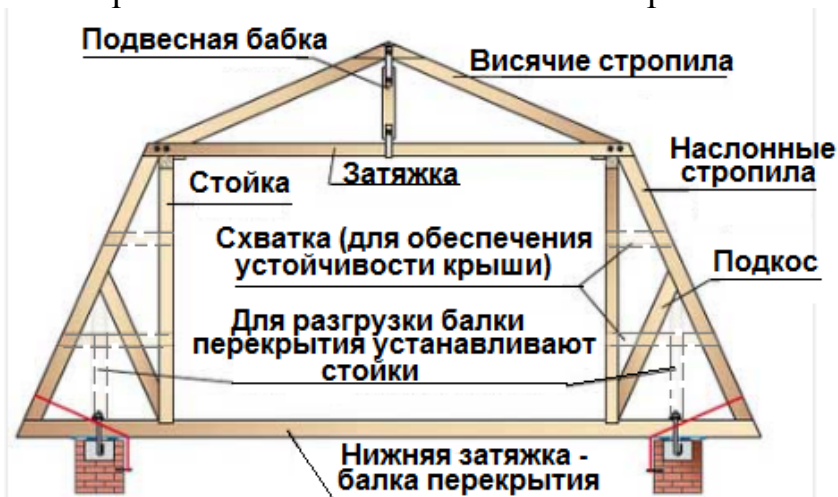 Подвесная бабка
Висячие стропила
Наслонные
стропила
Стойка
Затяжка
Схватка (для обеспечения
устойчивости крыши)
Подкос
Для разгрузки балки
перекрытия устанавливают
стойки
Нижняя затяжка -
балка перекрытия